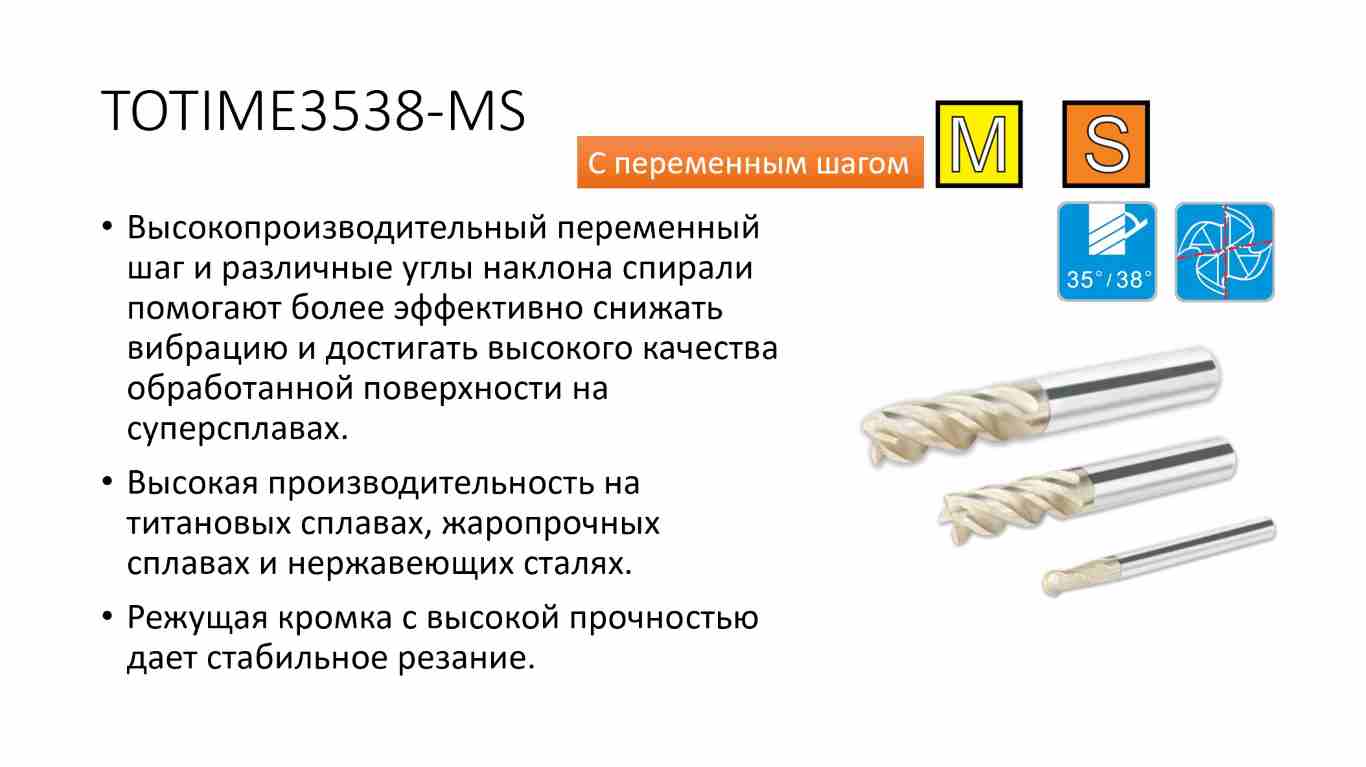 TOTIME3538-MS
С переменным шагом
M
S
35°/38°
• Высокопроизводительный переменный
шаг и различные углы наклона спирали
помогают более эффективно снижать
вибрацию и достигать высокого качества
обработанной поверхности на
суперсплавах.
• Высокая производительность на
титановых сплавах, жаропрочных
сплавах и нержавеющих сталях.
• Режущая кромка с высокой прочностью
дает стабильное резание.